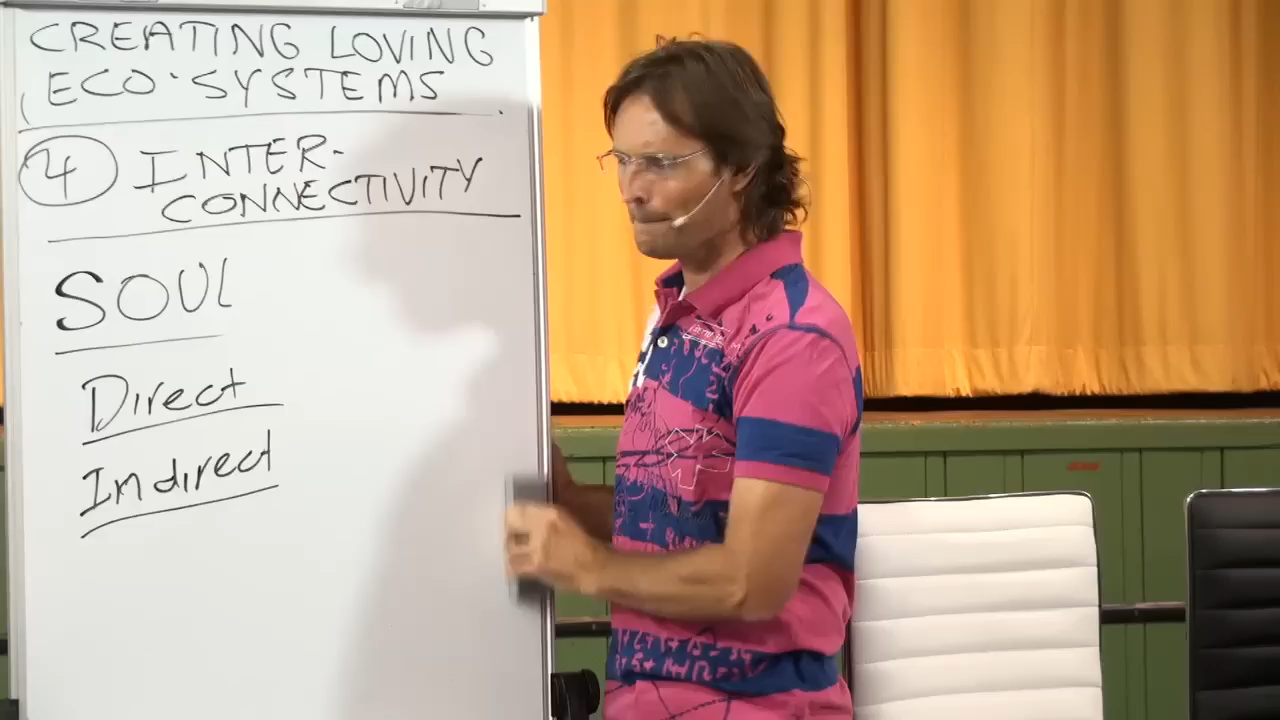 CREATING LOVING
ECO-SYSTEMS
4 INTER-
CONNECTIVITY
SOUL
Direct
Indirect